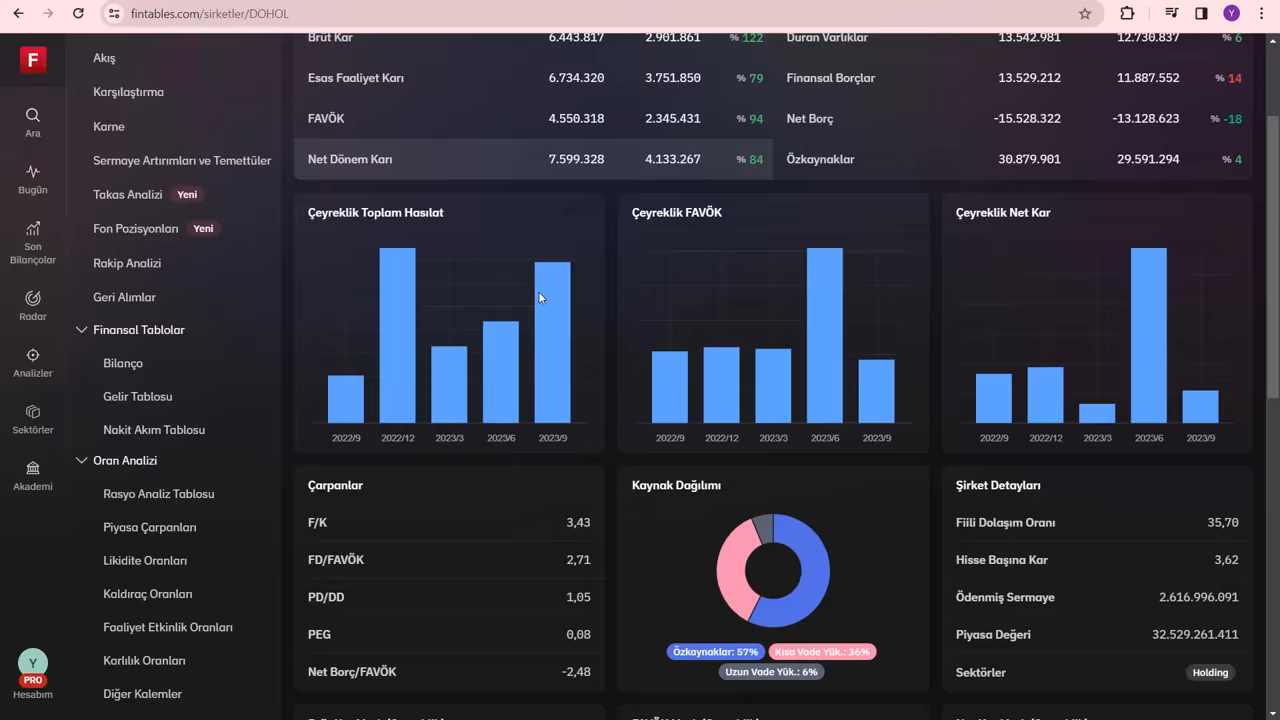 fintables.com/sirketler/DOHOL
Y
F
Ara
Bugün
Son
Bilançolar
Radar
Analizler
Sektörler
Akademi
Y
PRO
Hesabım
Akış
Karşılaştırma
Karne
Sermaye Artırımları ve Temettüler
Takas Analizi Yeni
Fon Pozisyonları Yeni
Rakip Analizi
Geri Alımlar
Finansal Tablolar
Bilanço
Gelir Tablosu
Nakit Akım Tablosu
Oran Analizi
Rasyo Analiz Tablosu
Piyasa Çarpanları
Likidite Oranları
Kaldıraç Oranları
Faaliyet Etkinlik Oranları
Karlılık Oranları
Diğer Kalemler
Brüt Kar 6.443.817 2.901.861 % 122
Esas Faaliyet Karı 6.734.320 3.751.850 % 79
FAVÖK 4.550.318 2.345.431 % 94
Net Dönem Karı 7.599.328 4.133.267 % 84
Duran Varlıklar 13.542.981 12.730.837 % 6
Finansal Borçlar 13.529.212 11.887.552 % 14
Net Borç -15.528.322 -13.128.623 % -18
Özkaynaklar 30.879.901 29.591.294 % 4
Çeyreklik Toplam Hasılat
2022/9 2022/12 2023/3 2023/6 2023/9
Çeyreklik FAVÖK
2022/9 2022/12 2023/3 2023/6 2023/9
Çeyreklik Net Kar
2022/9 2022/12 2023/3 2023/6 2023/9
Çarpanlar
F/K 3,43
FD/FAVÖK 2,71
PD/DD 1,05
PEG 0,08
Net Borç/FAVÖK -2,48
Kaynak Dağılımı
Özkaynaklar: 57% Kısa Vade Yük.: 36%
Uzun Vade Yük.: 6%
Şirket Detayları
Fiili Dolaşım Oranı 35,70
Hisse Başına Kar 3,62
Ödenmiş Sermaye 2.616.996.091
Piyasa Değeri 32.529.261.411
Sektörler Holding